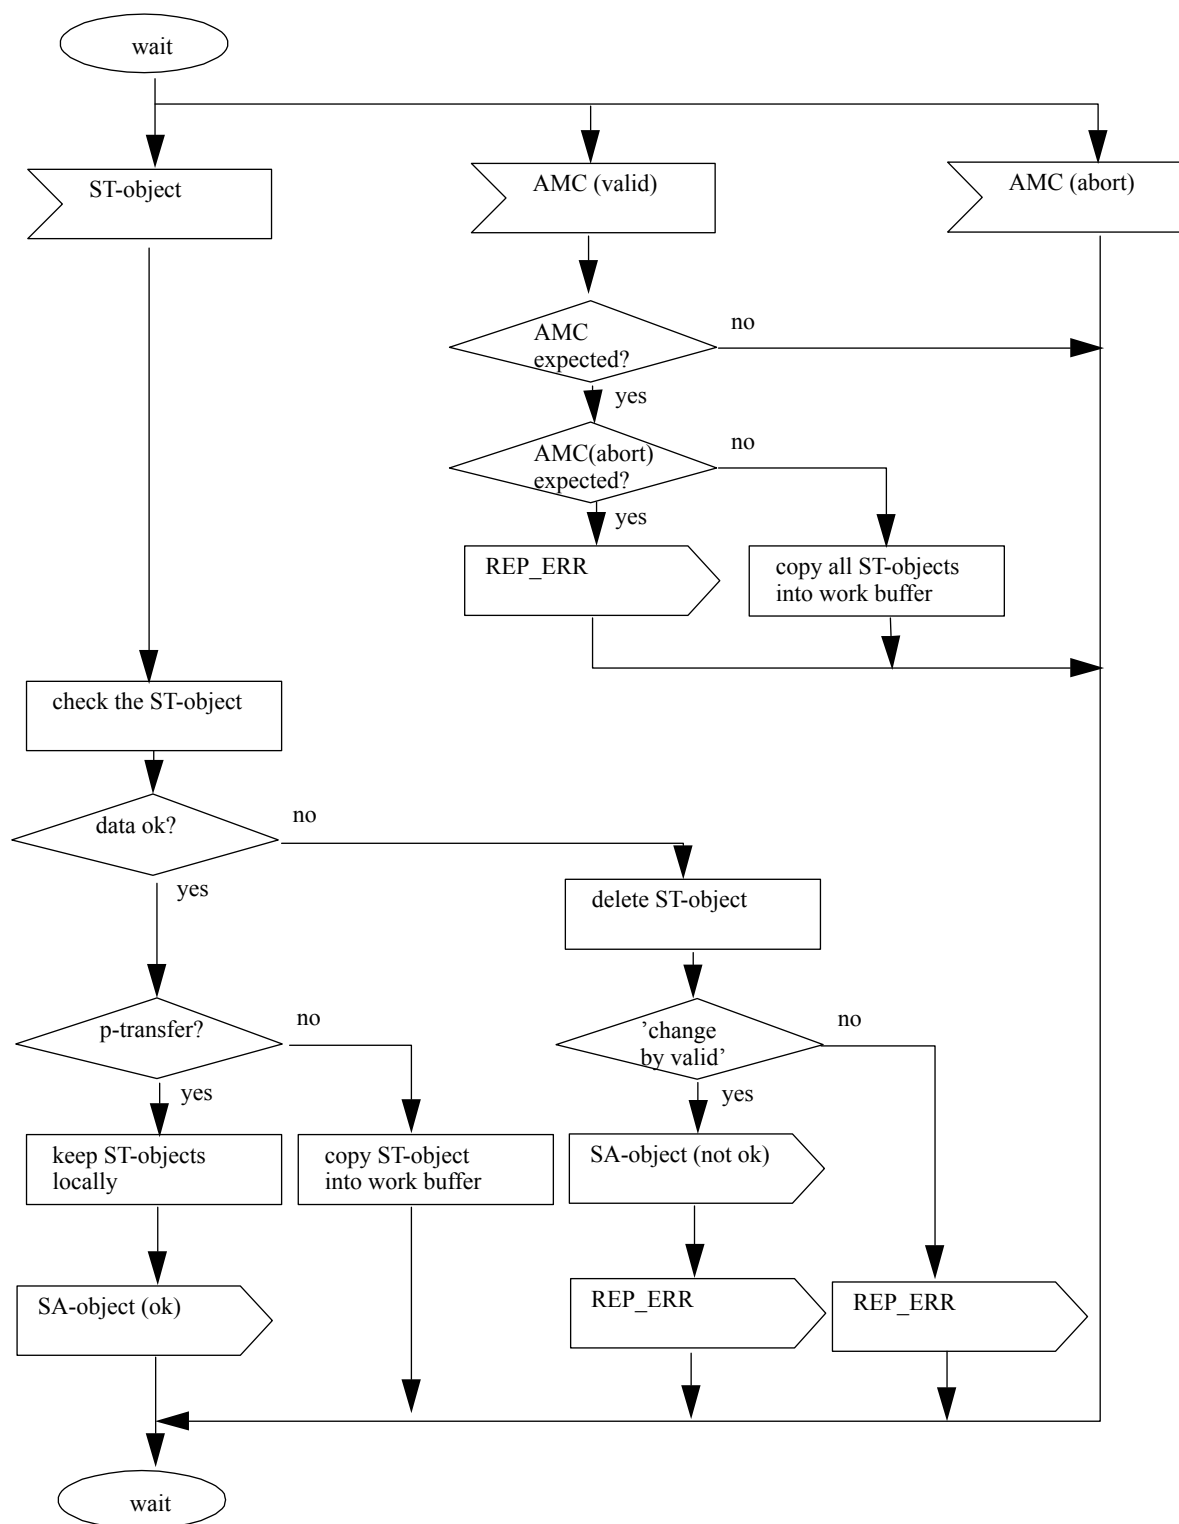 wait
ST-object
AMC (valid)
AMC (abort)
AMC
expected?
no
yes
AMC(abort)
expected?
no
yes
REP_ERR
copy all ST-objects
into work buffer
check the ST-object
data ok?
no
yes
delete ST-object
p-transfer?
no
yes
’change
by valid’
no
yes
keep ST-objects
locally
copy ST-object
into work buffer
SA-object (not ok)
SA-object (ok)
REP_ERR
REP_ERR
wait